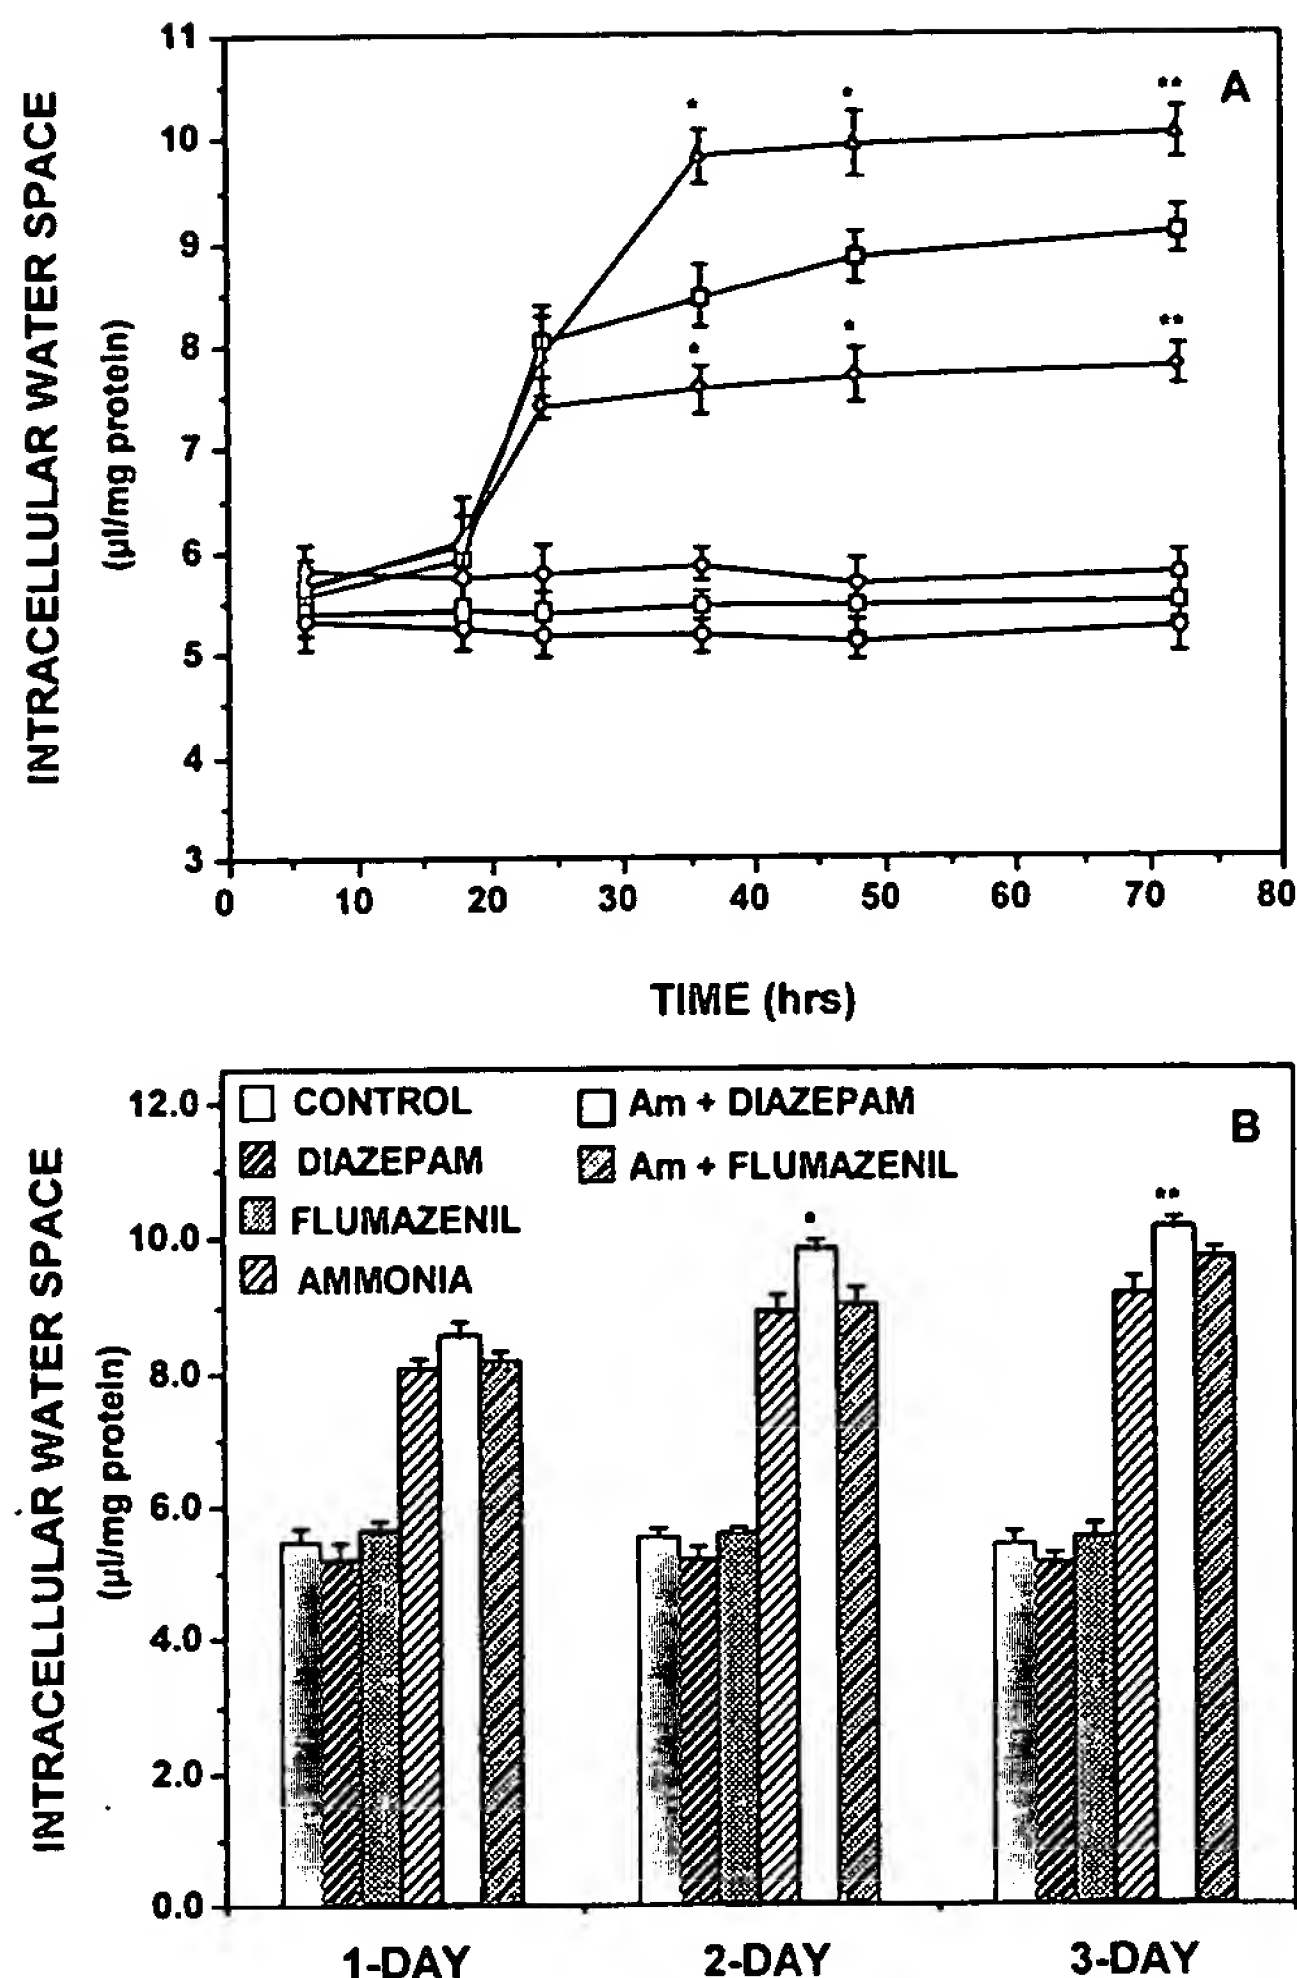 11
10
9
8
7
6
5
4
3
INTRACELLULAR WATER SPACE
(µl/mg protein)
* * **
A
* * **
0 10 20 30 40 50 60 70 80
TIME (hrs)
12.0
10.0
8.0
6.0
4.0
2.0
0.0
INTRACELLULAR WATER SPACE
(µl/mg protein)
CONTROL
DIAZEPAM
FLUMAZENIL
AMMONIA
Am + DIAZEPAM
Am + FLUMAZENIL
B
* **
1-DAY 2-DAY 3-DAY